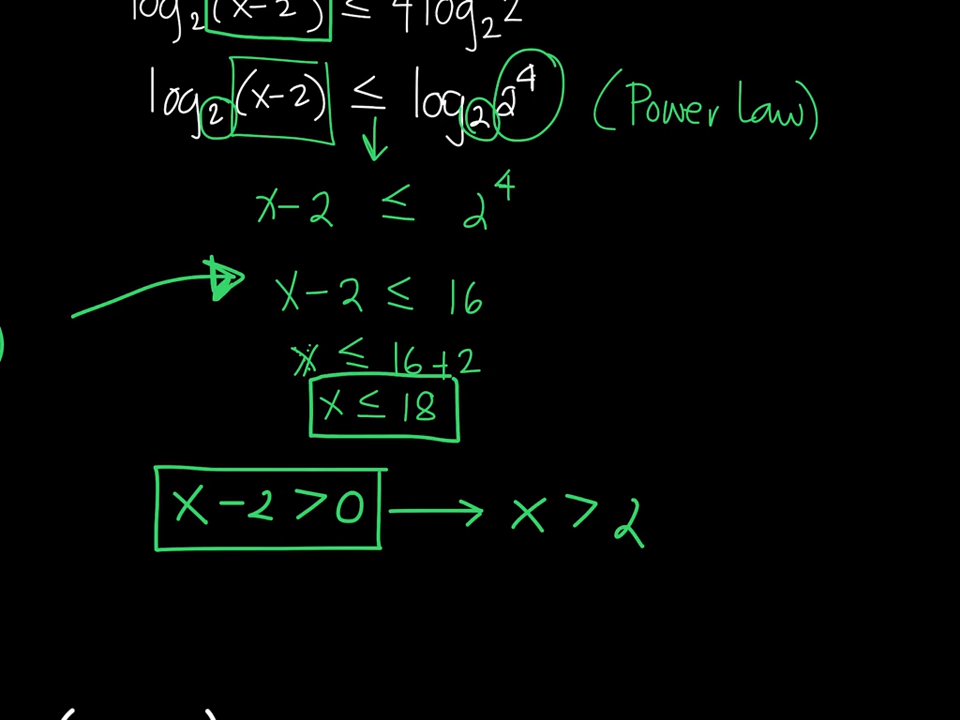 log₂(x-2) ≤ 4log₂2
log₂(x-2) ≤ log₂2⁴ (Power Law)
x-2 ≤ 2⁴
x-2 ≤ 16
x ≤ 16+2
x ≤ 18
x-2>0 → x>2